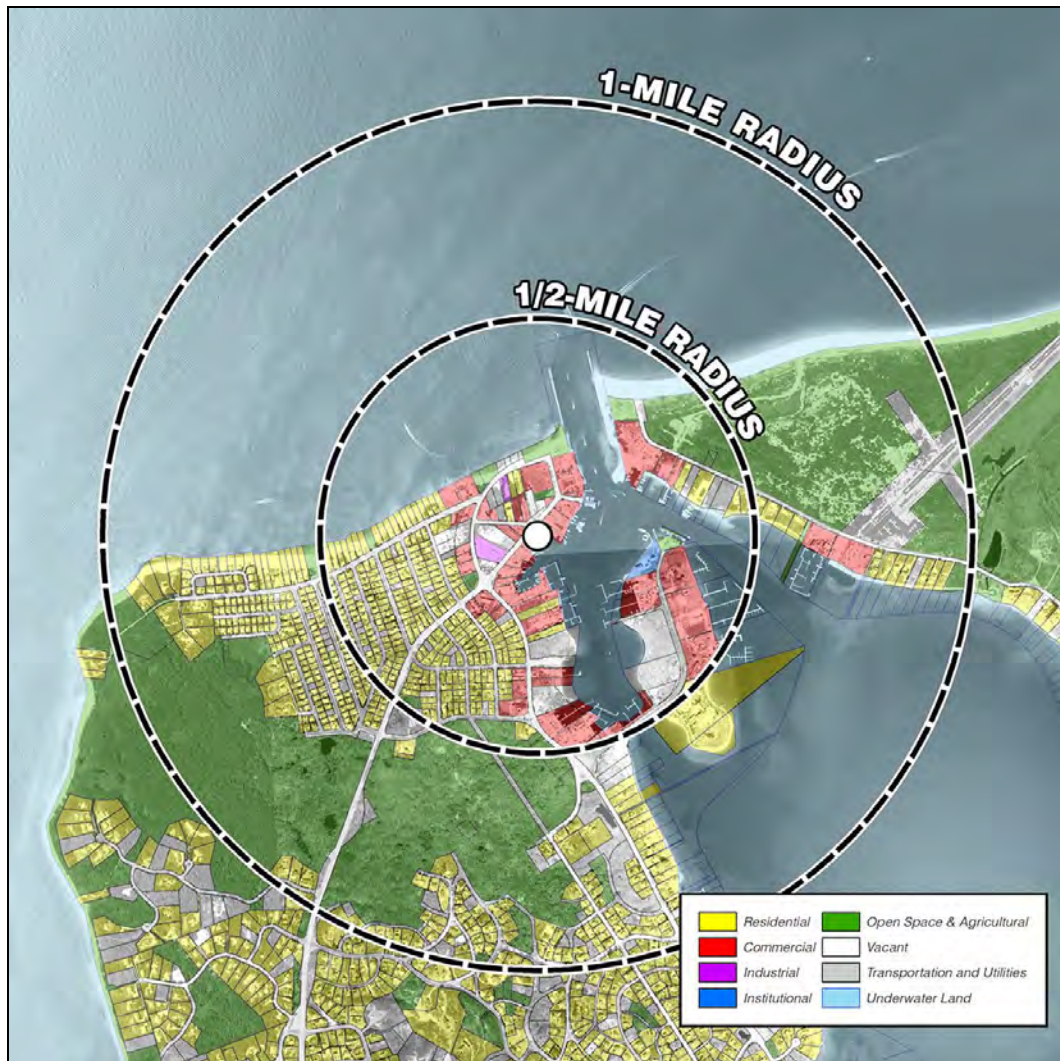 1-MILE RADIUS
1/2-MILE RADIUS
Residential
Commercial
Industrial
Institutional
Open Space & Agricultural
Vacant
Transportation and Utilities
Underwater Land